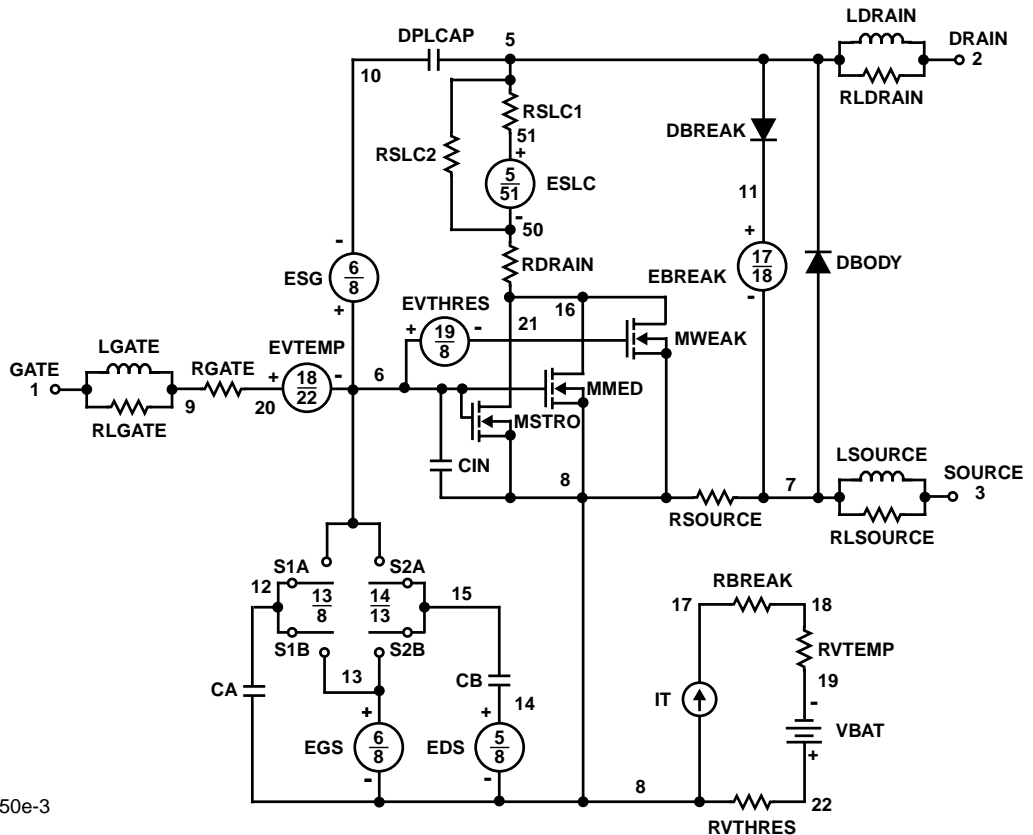 LDRAIN
DPLCAP
5
DRAIN
2
10
RLDRAIN
RSLC1
DBREAK
51
RSLC2
+
5
51
ESLC
11
-
50
-
+
17
18
6
8
ESG
RDRAIN
EBREAK
DBODY
-
+
EVTHRES
16
+
19
8
-
21
MWEAK
LGATE
EVTEMP
GATE
1
RGATE
+
18
22
-
6
MMED
9
20
RLGATE
MSTRO
LSOURCE
CIN
8
7
SOURCE
3
RSOURCE
RLSOURCE
S1A
S2A
12
13
8
14
13
15
RBREAK
17
18
S1B
S2B
RVTEMP
13
CB
19
CA
14
IT
-
+
+
VBAT
EGS
6
8
EDS
5
8
+
-
-
8
22
50e-3
RVTHRES